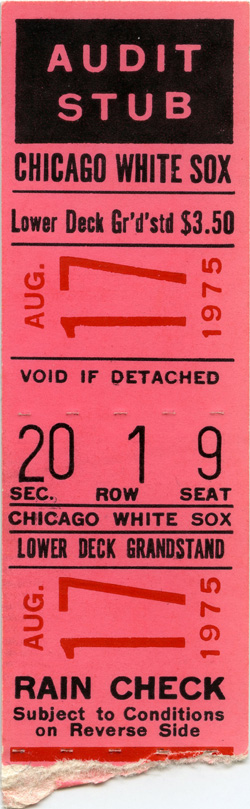 AUDIT
STUB
CHICAGO WHITE SOX
Lower Deck Gr'd'std $3.50
AUG. 17 1975
VOID IF DETACHED
20 1 9
SEC. ROW SEAT
CHICAGO WHITE SOX
LOWER DECK GRANDSTAND
AUG. 17 1975
RAIN CHECK
Subject to Conditions
on Reverse Side